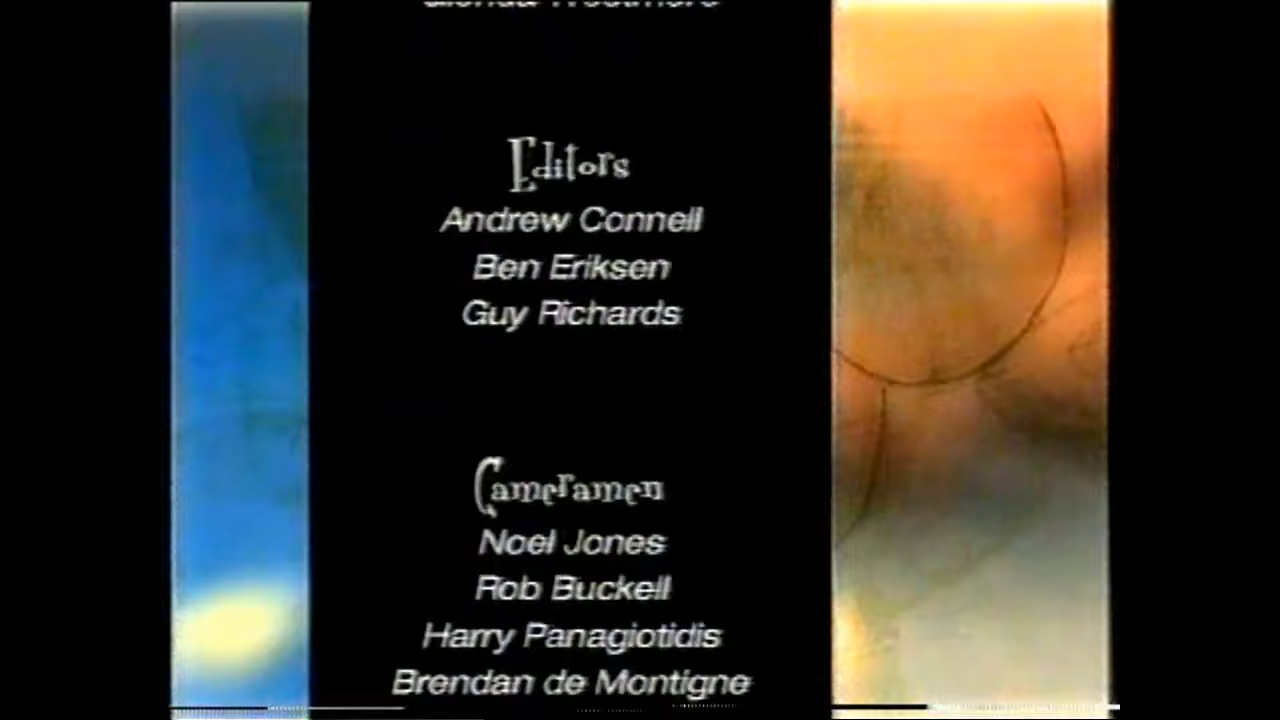 Editors
Andrew Connell
Ben Eriksen
Guy Richards
Cameramen
Noel Jones
Rob Buckell
Harry Panagiotidis
Brendan de Montigne